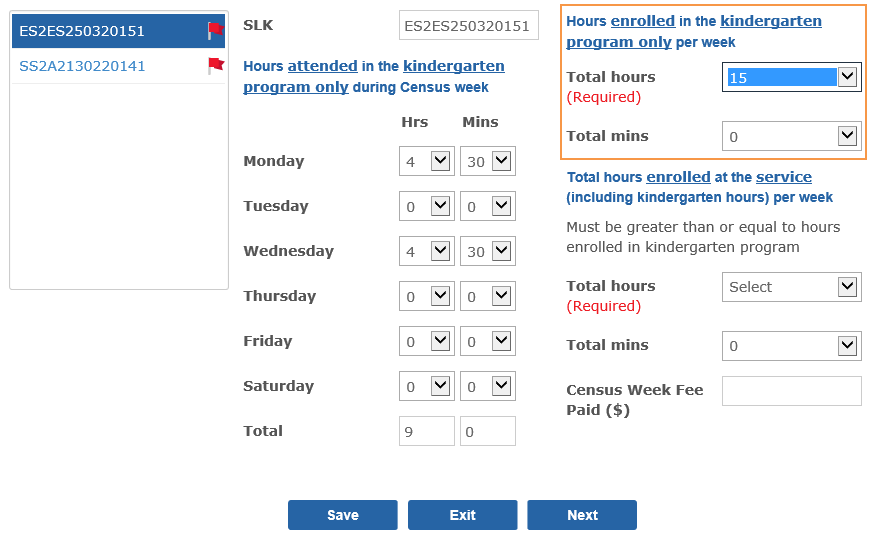 ES2ES250320151
SS2A2130220141
SLK
ES2ES250320151
Hours attended in the kindergarten
program only during Census week
Hrs Mins
Monday 4 30
Tuesday 0 0
Wednesday 4 30
Thursday 0 0
Friday 0 0
Saturday 0 0
Total 9 0
Hours enrolled in the kindergarten
program only per week
Total hours 15
(Required)
Total mins 0
Total hours enrolled at the service
(including kindergarten hours) per week
Must be greater than or equal to hours
enrolled in kindergarten program
Total hours Select
(Required)
Total mins 0
Census Week Fee
Paid ($)
Save Exit Next